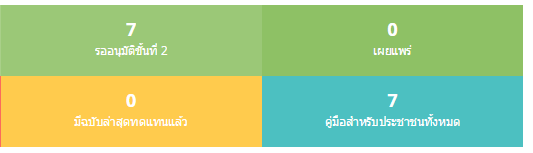 7
รออนุมัติขั้นที่ 2
0
เผยแพร่
0
มีฉบับล่าสุดทดแทนแล้ว
7
คู่มือสำหรับประชาชนทั้งหมด